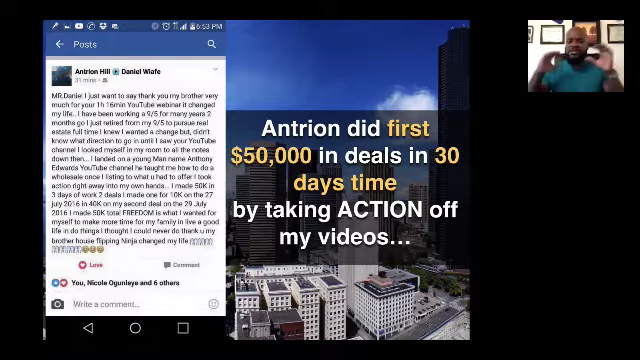 6:53 PM
Posts
Antrion Hill ▸ Daniel Wiafe
31 mins
MR.Daniel I just want to say thank you my brother very
much for your 1h 16min YouTube webinar it changed
my life. I have been working a 9/5 for many years 2
months go I just retired from my 9/5 to pursue real
estate full time I knew I wanted a change but, didn't
know what direction to go in until I saw your YouTube
channel I looked myself in my room to all the notes
down then... I landed on a young Man name Anthony
Edwards YouTube channel he taught me how to do a
wholesale once I listing to what u had to offer I took
action right away into my own hands.. I made 50K in
3 days of work 2 deals I made one for 10K on the 27
july 2016 in 40K on my second deal on the 29 July
2016 I made 50K total FREEDOM is what I wanted for
myself to make more time for my family in live a good
life in do things I thought I could never do thank u my
brother house flipping Ninja changed my life
Love
Comment
You, Nicole Ogunleye and 6 others
Write a comment...
Antrion did first
$50,000 in deals in 30
days time
by taking ACTION off
my videos...